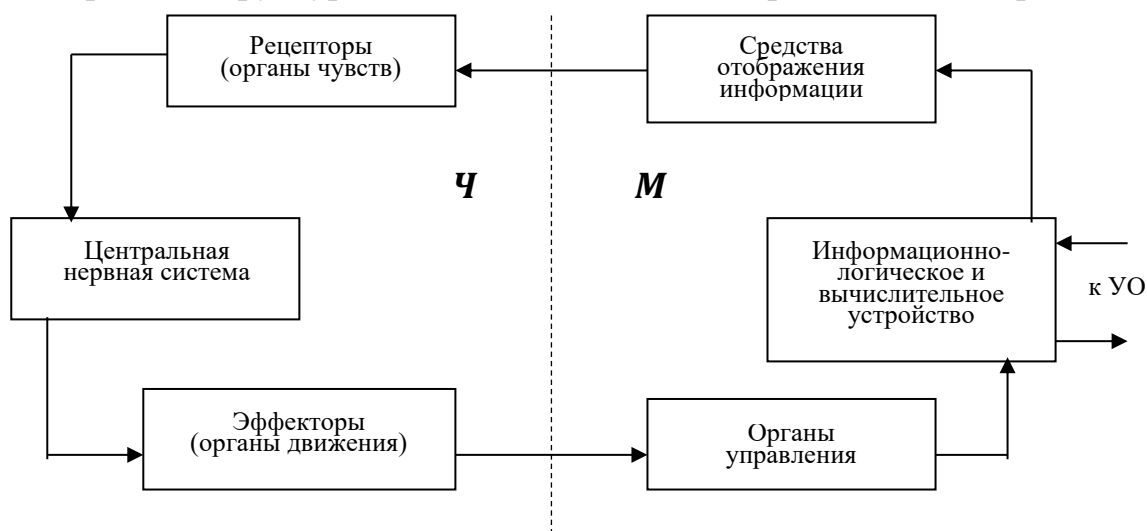 Рецепторы
(органы чувств)
Средства
отображения
информации
Ч
М
Центральная
нервная система
Информационно-
логическое и
вычислительное
устройство
к УО
Эффекторы
(органы движения)
Органы
управления